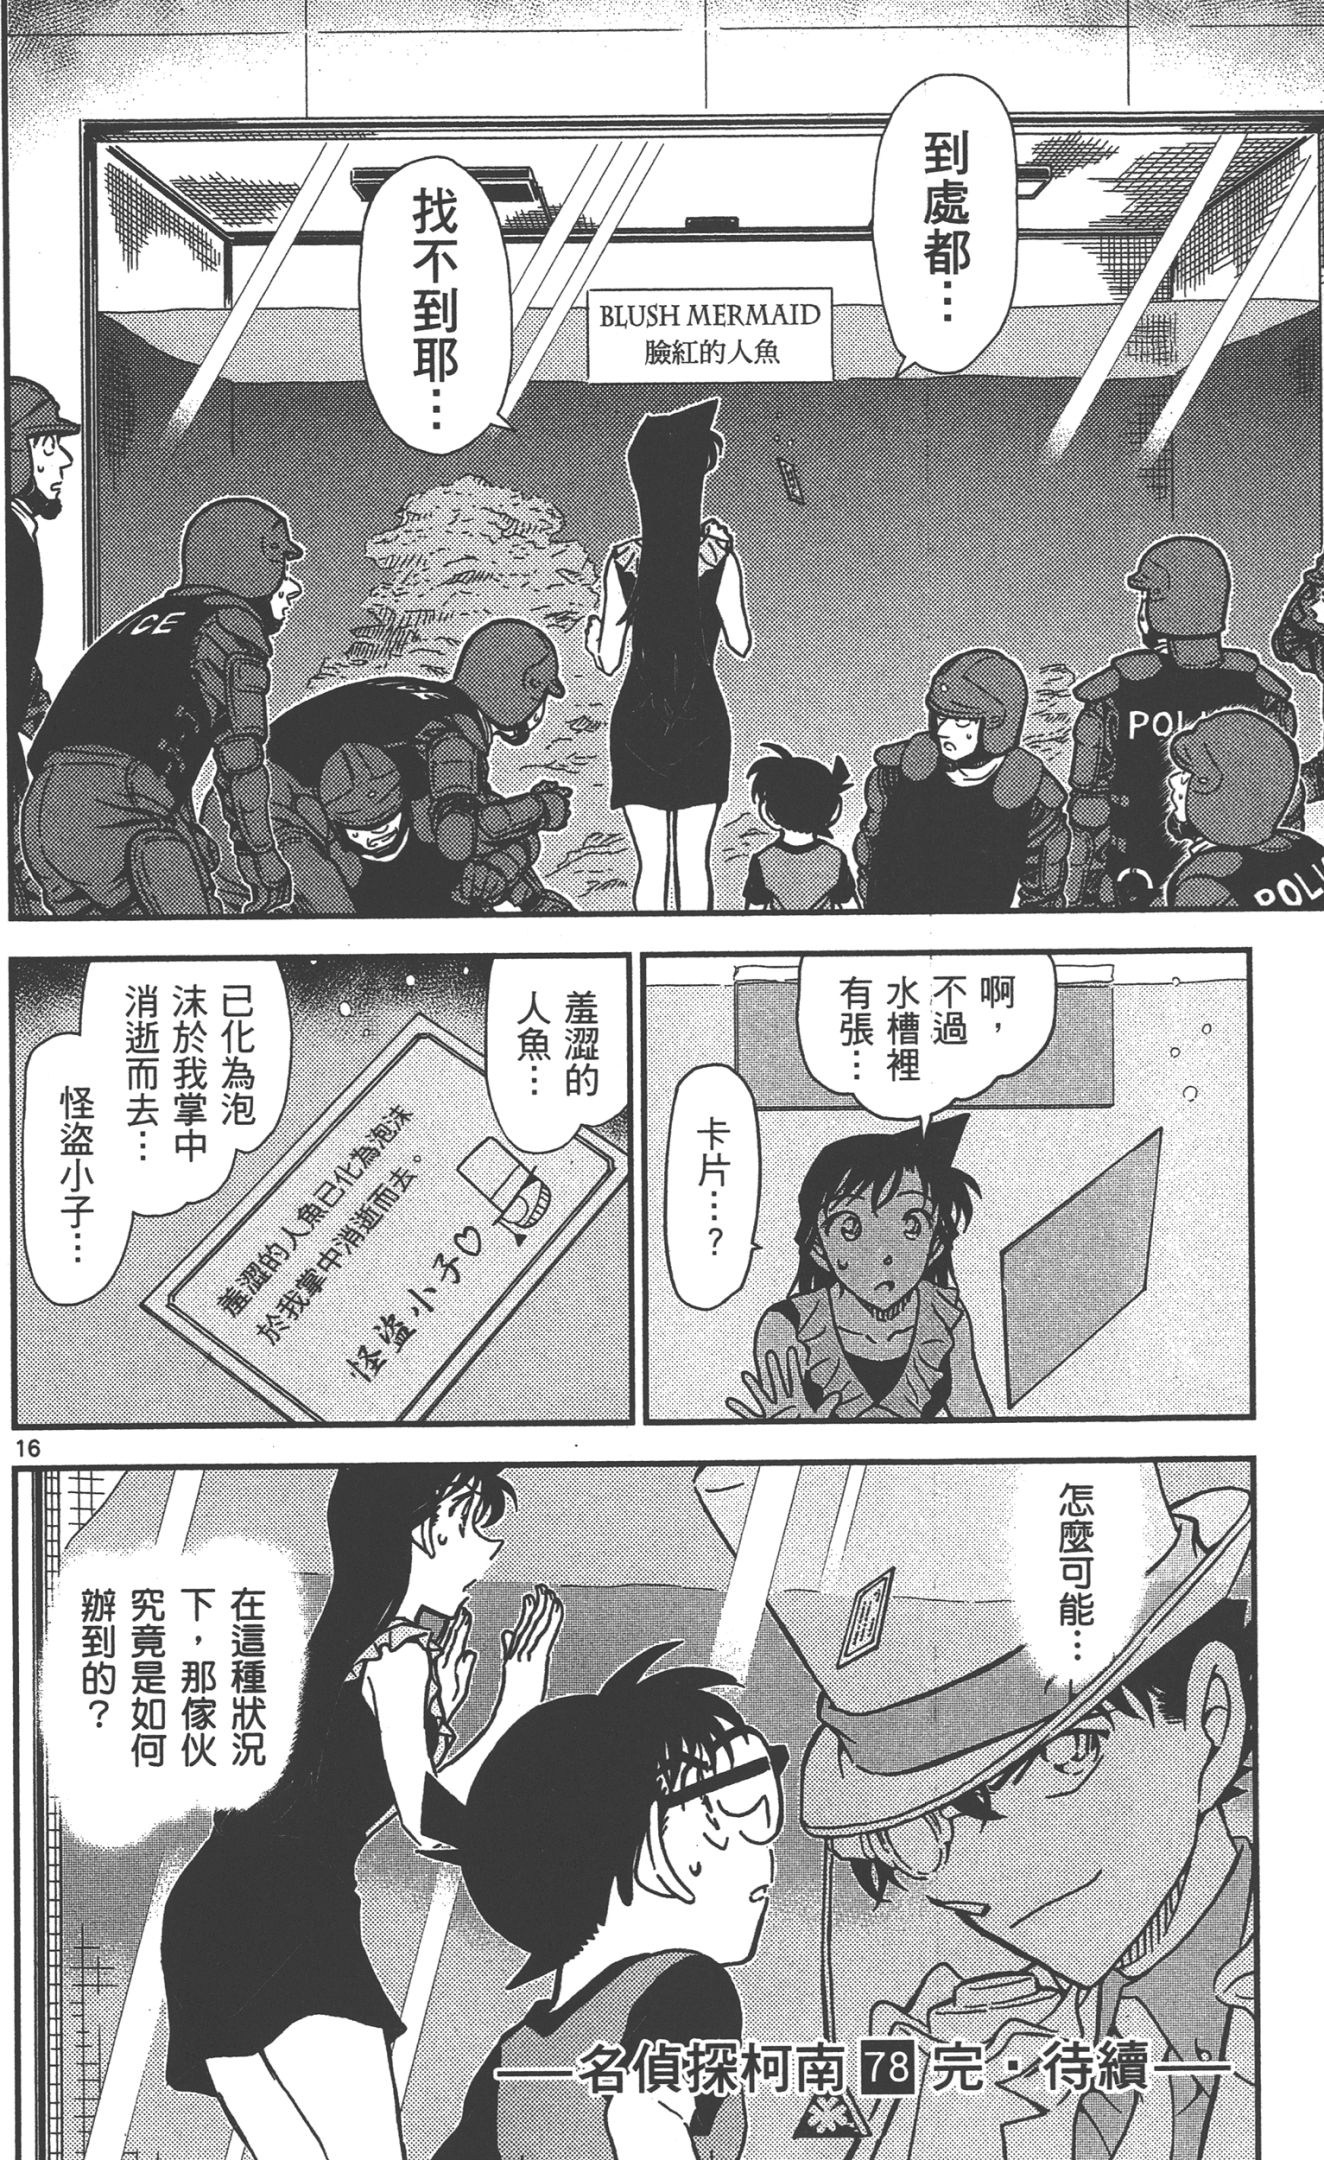 到處都…
找不到耶…
BLUSH MERMAID
臉紅的人魚
ICE
POLI
POLI
啊，
不過
水槽裡
有張…
卡片…？
羞澀的
人魚…
已化為泡
沫於我掌中
消逝而去…
怪盜小子…
羞澀的人魚已化為泡沫
於我掌中消逝而去。
怪盜小子♡
16
怎麼可能…
在這種狀況
下，那傢伙
究竟是如何
辦到的？
名偵探柯南78完・待續